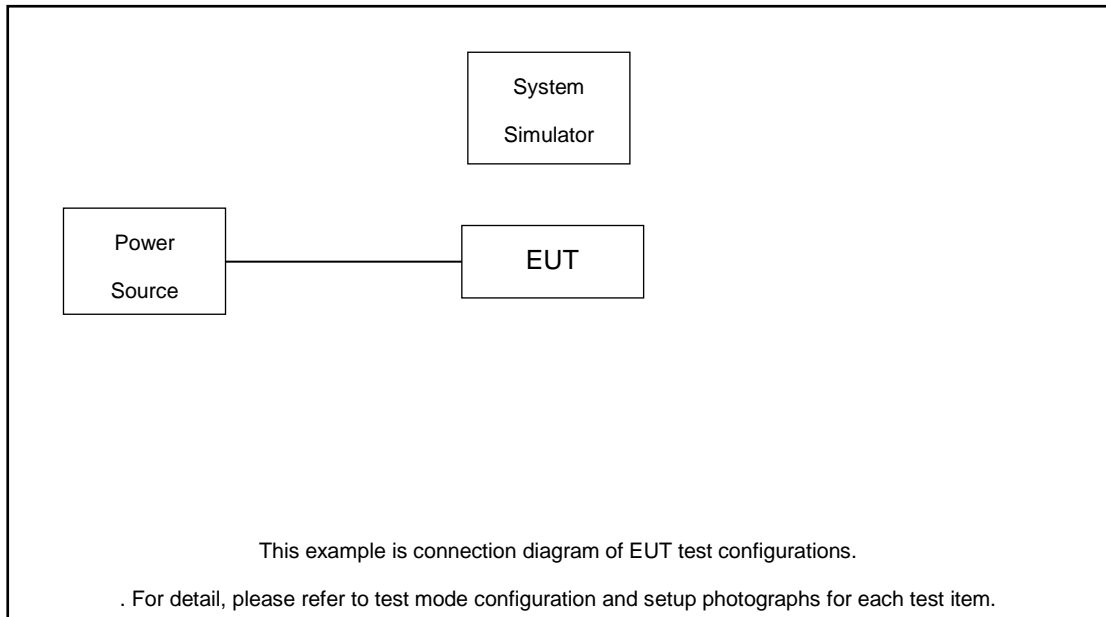 System
Simulator
Power
Source
EUT
This example is connection diagram of EUT test configurations.
. For detail, please refer to test mode configuration and setup photographs for each test item.